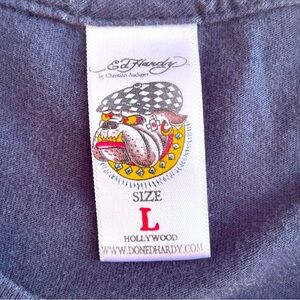 Ed Hardy
by Christian Audigier
SIZE
L
HOLLYWOOD
WWW.DONEDHARDY.COM